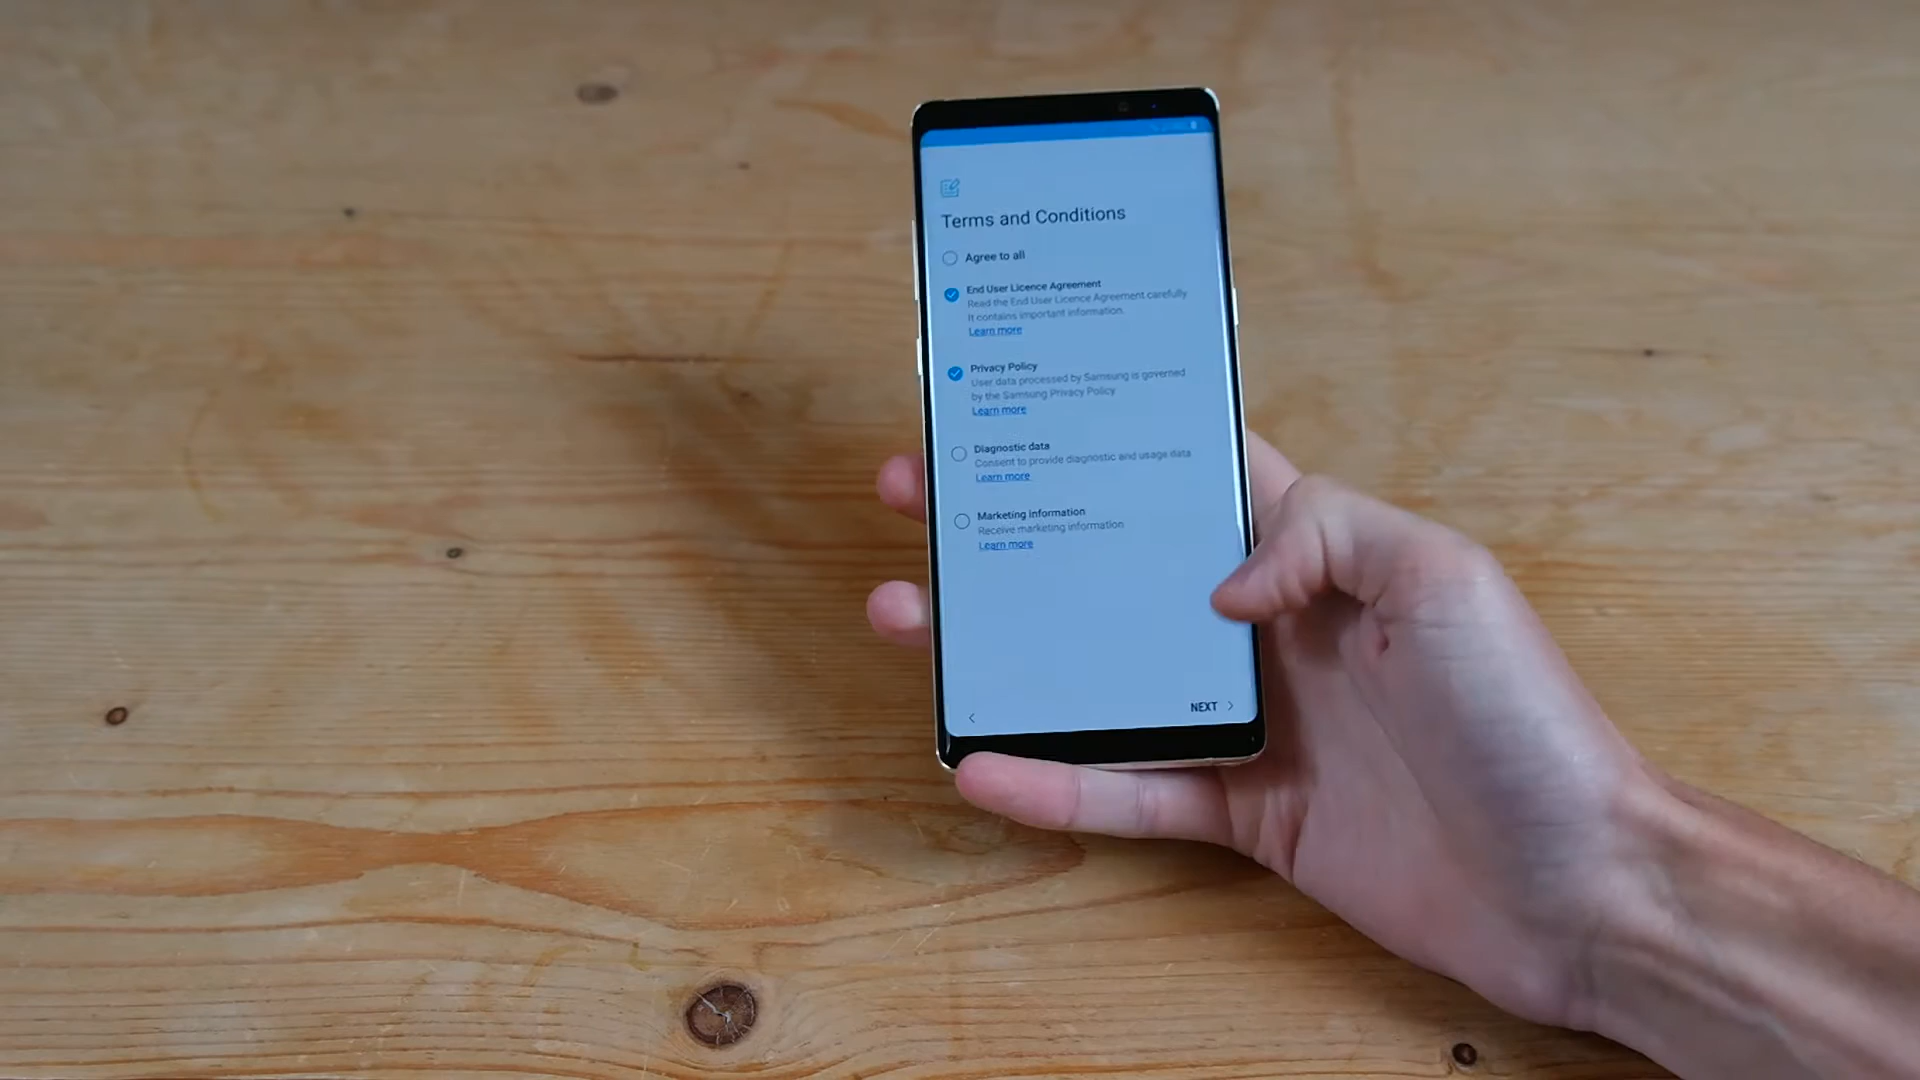 Terms and Conditions
Agree to all
End User Licence Agreement
Read the End User Licence Agreement carefully
It contains important information.
Learn more
Privacy Policy
User data processed by Samsung is governed
by the Samsung Privacy Policy
Learn more
Diagnostic data
Consent to provide diagnostic and usage data
Learn more
Marketing information
Receive marketing information
Learn more
NEXT